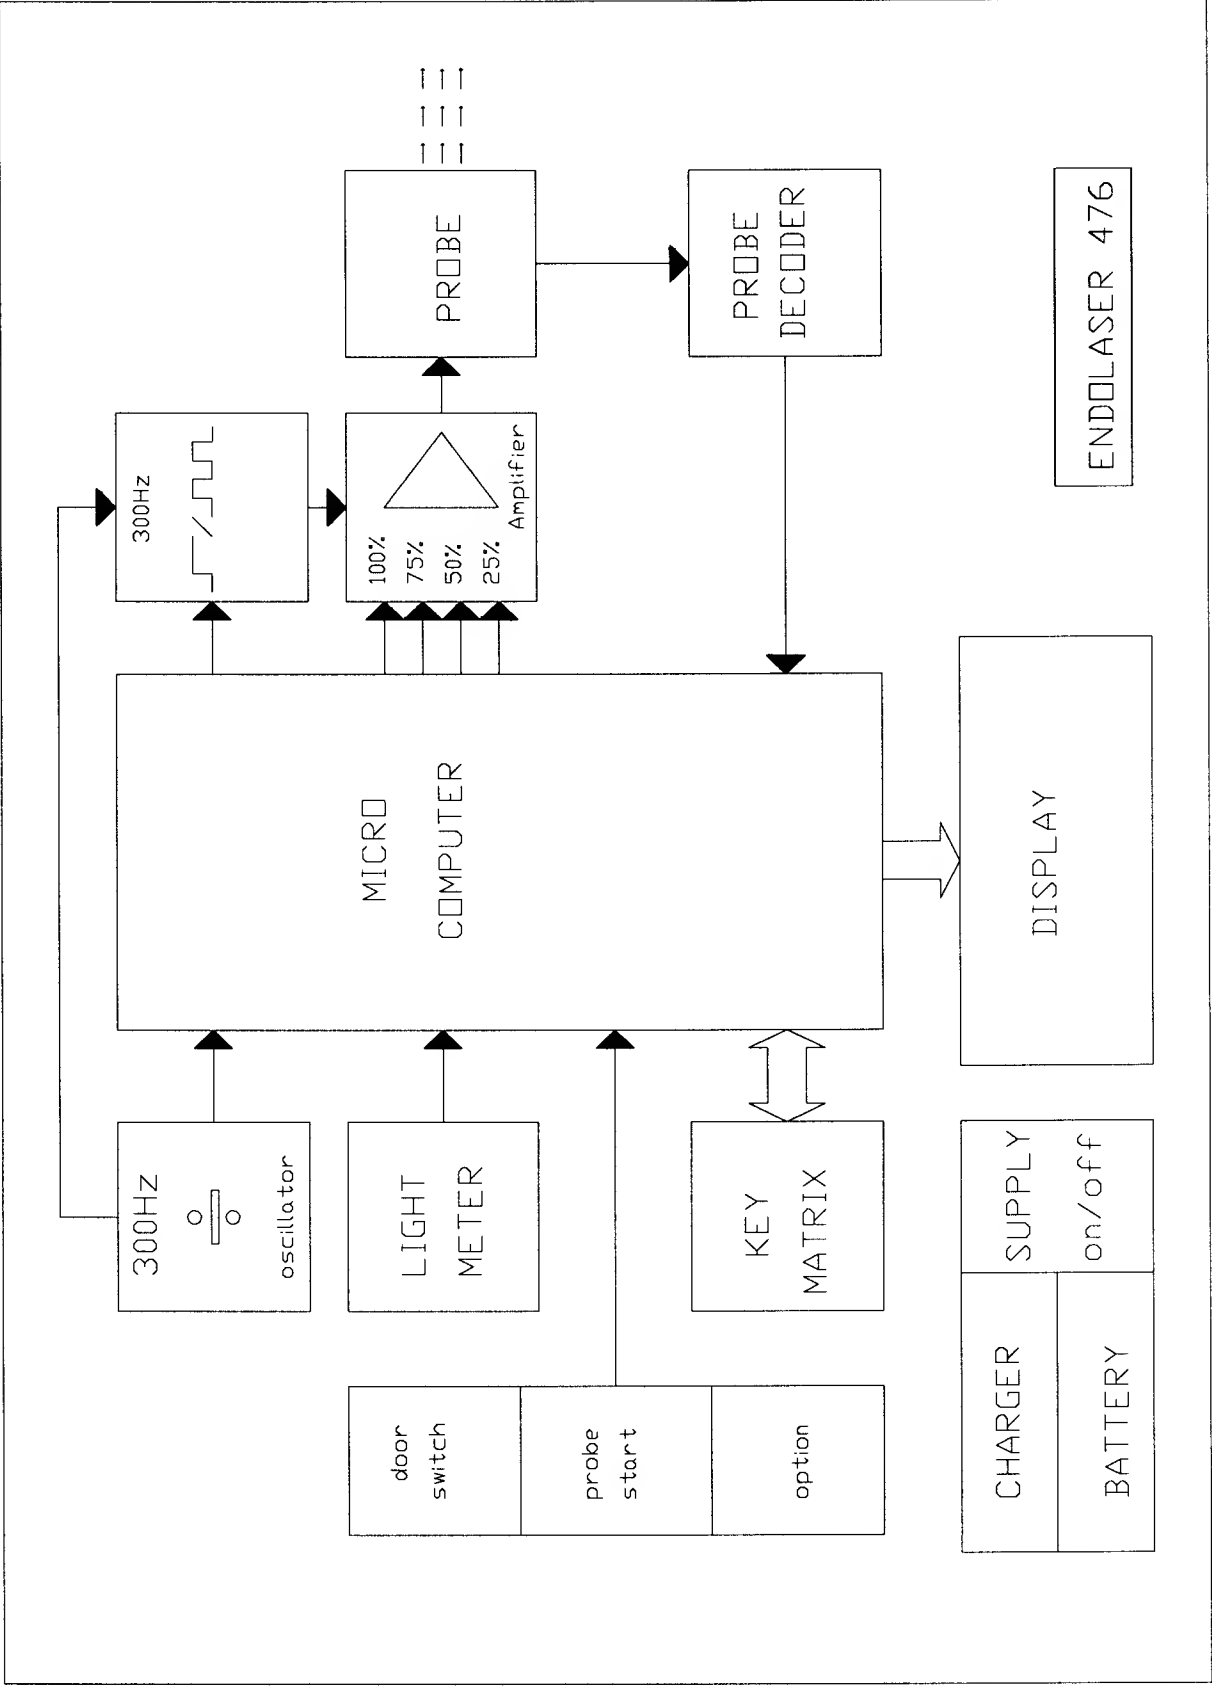 300Hz
oscillator
LIGHT
METER
door
switch
probe
start
option
KEY
MATRIX
CHARGER
BATTERY
SUPPLY
on/off
MICRO
COMPUTER
DISPLAY
300Hz
100%
75%
50%
25%
Amplifier
PROBE
PROBE
DECODER
ENDOLASER 476